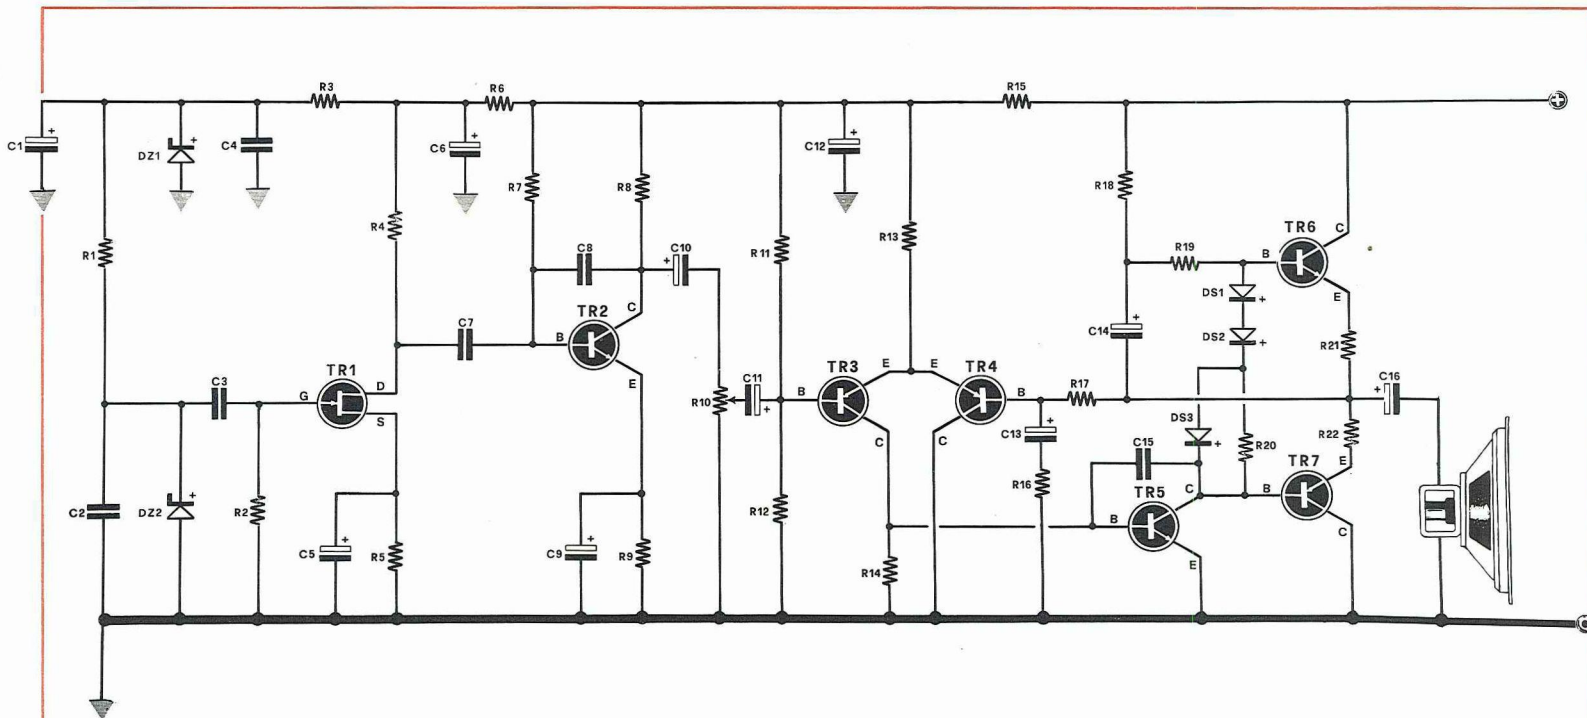 R3
R6
R15
C1 +
DZ1 +
C4
C6 +
R7
R8
C12 +
R18
R1
R4
C8
C10 +
R11
R13
R19
TR6
B
C
E
DS1 +
DS2 +
C14 +
R21
TR2
B
C
E
C7
TR1
G
D
S
C3
R10
C11 +
TR3
B
E
C
TR4
E
B
C
R17
C16 +
C13 +
DS3 +
R22
C15
R20
TR7
B
E
C
C2
DZ2 +
R2
C5 +
R5
C9 +
R9
R12
R14
R16
TR5
B
C
E
+